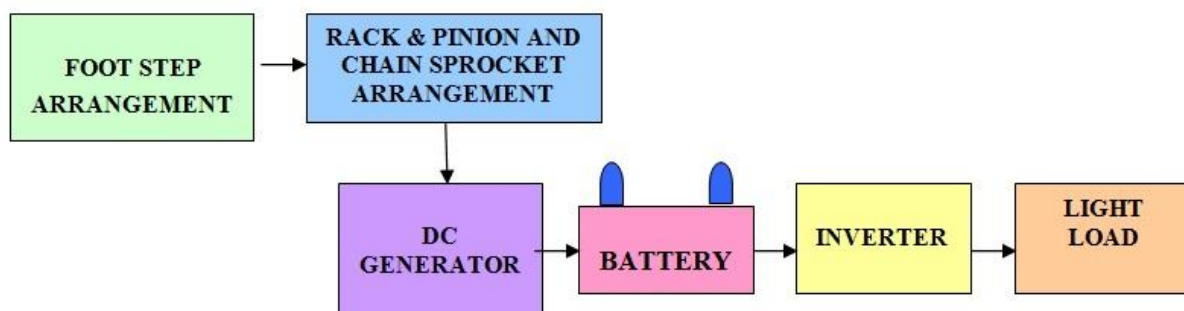 FOOT STEP
ARRANGEMENT
RACK & PINION AND
CHAIN SPROCKET
ARRANGEMENT
DC
GENERATOR
BATTERY
INVERTER
LIGHT
LOAD